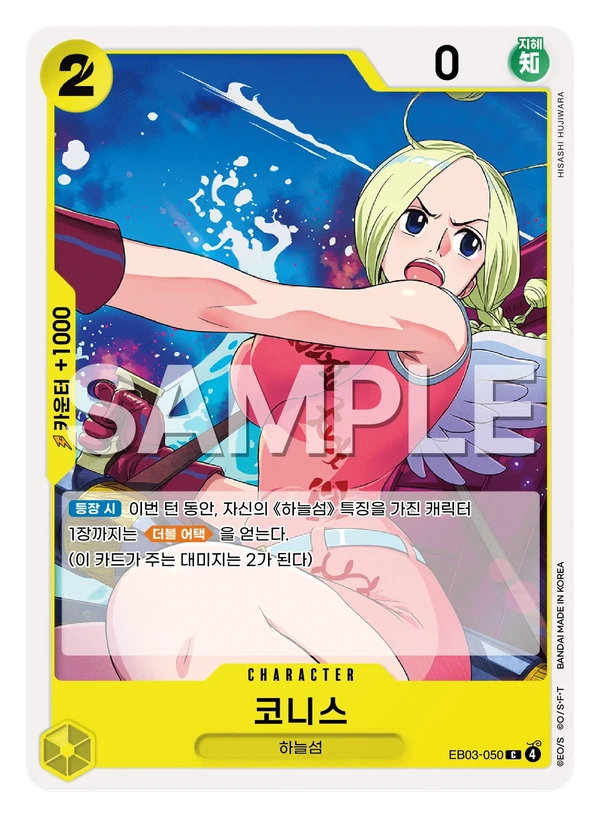 2
0
지혜
知
HISASHI HUJIWARA
카운터 +1000
SAMPLE
등장 시 이번 턴 동안, 자신의 《하늘섬》 특징을 가진 캐릭터
1장까지는 더블 어택 을 얻는다.
(이 카드가 주는 대미지는 2가 된다)
BANDAI MADE IN KOREA
©EO/S ©O/S·F·T
CHARACTER
코니스
하늘섬
EB03-050 C 4